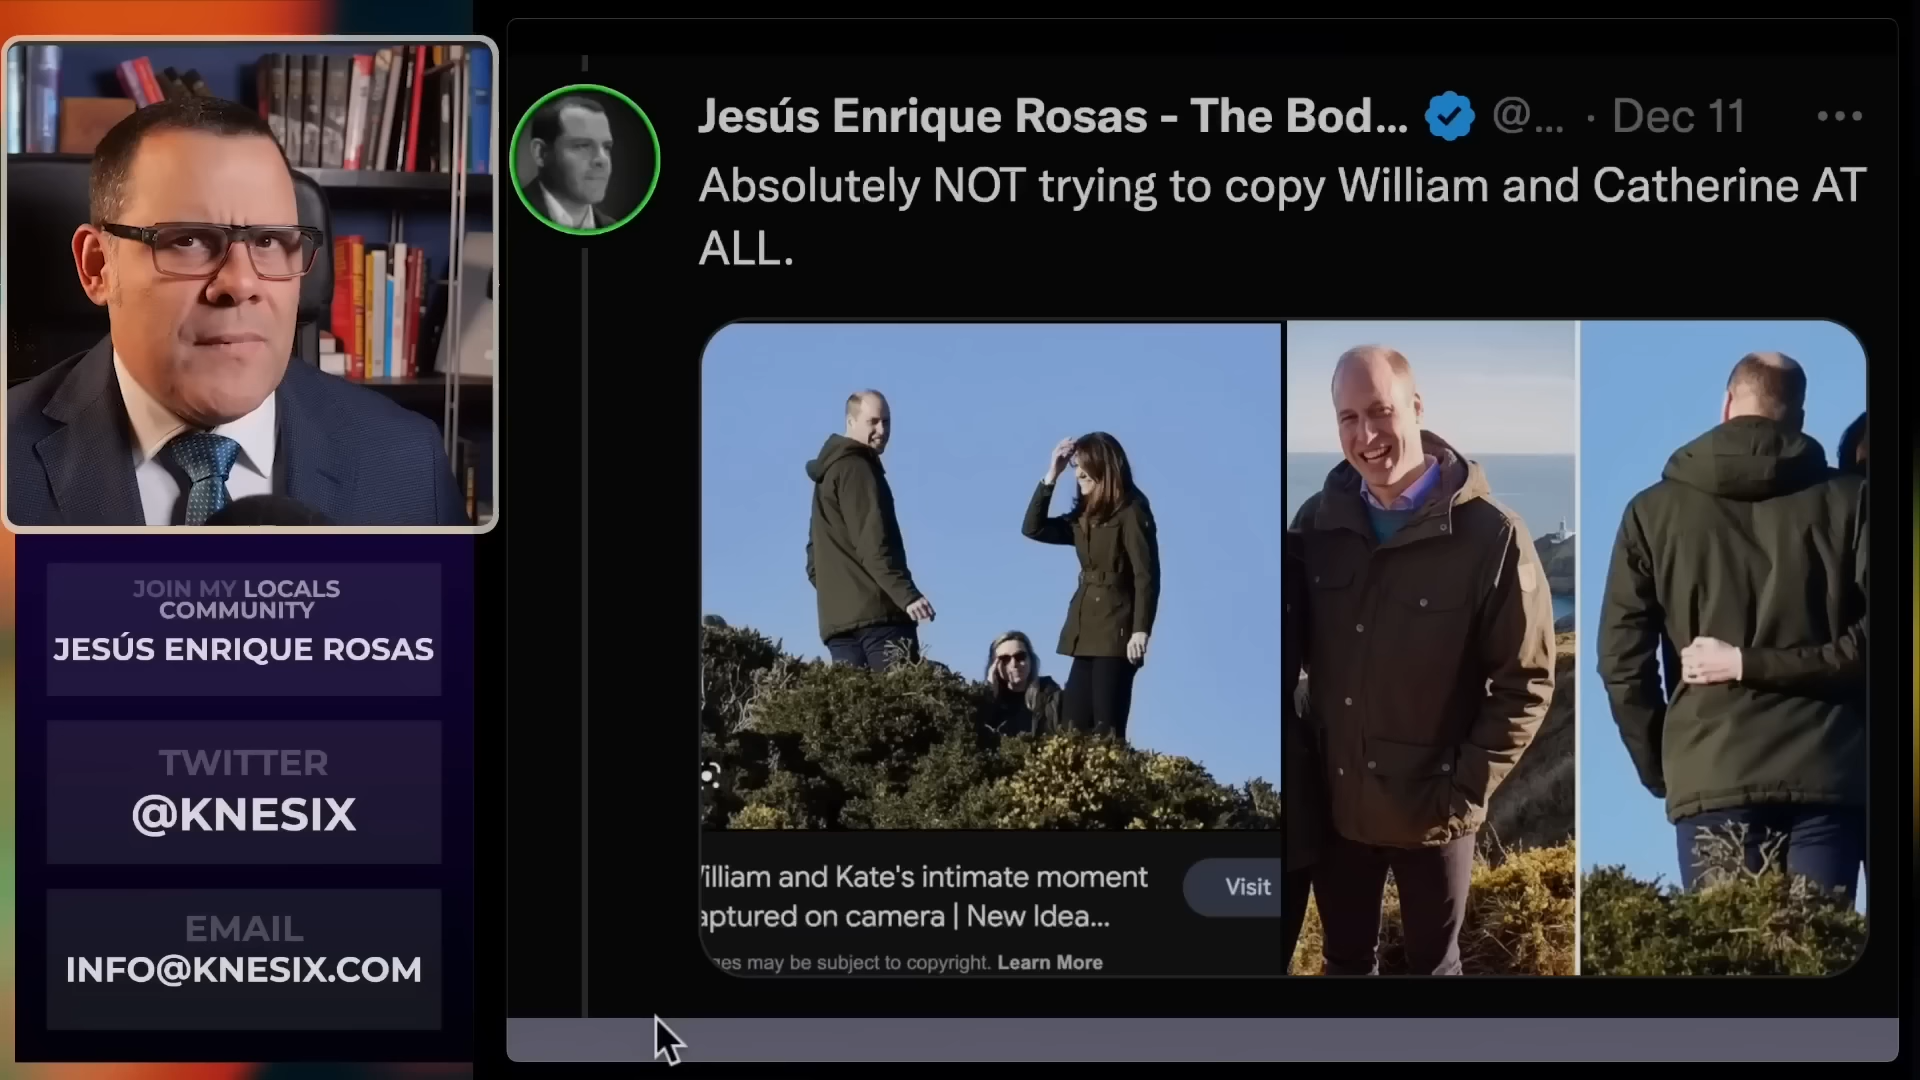 JOIN MY LOCALS
COMMUNITY
JESÚS ENRIQUE ROSAS
TWITTER
@KNESIX
EMAIL
INFO@KNESIX.COM
Jesús Enrique Rosas - The Bod... @... · Dec 11 ...
Absolutely NOT trying to copy William and Catherine AT
ALL.
illiam and Kate's intimate moment
aptured on camera | New Idea...
Visit
ges may be subject to copyright. Learn More